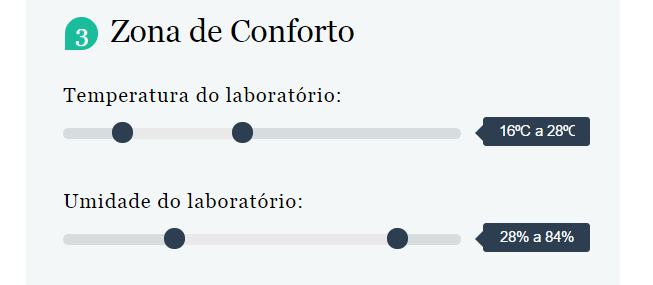 3 Zona de Conforto
Temperatura do laboratório:
16ºC a 28ºC
Umidade do laboratório:
28% a 84%